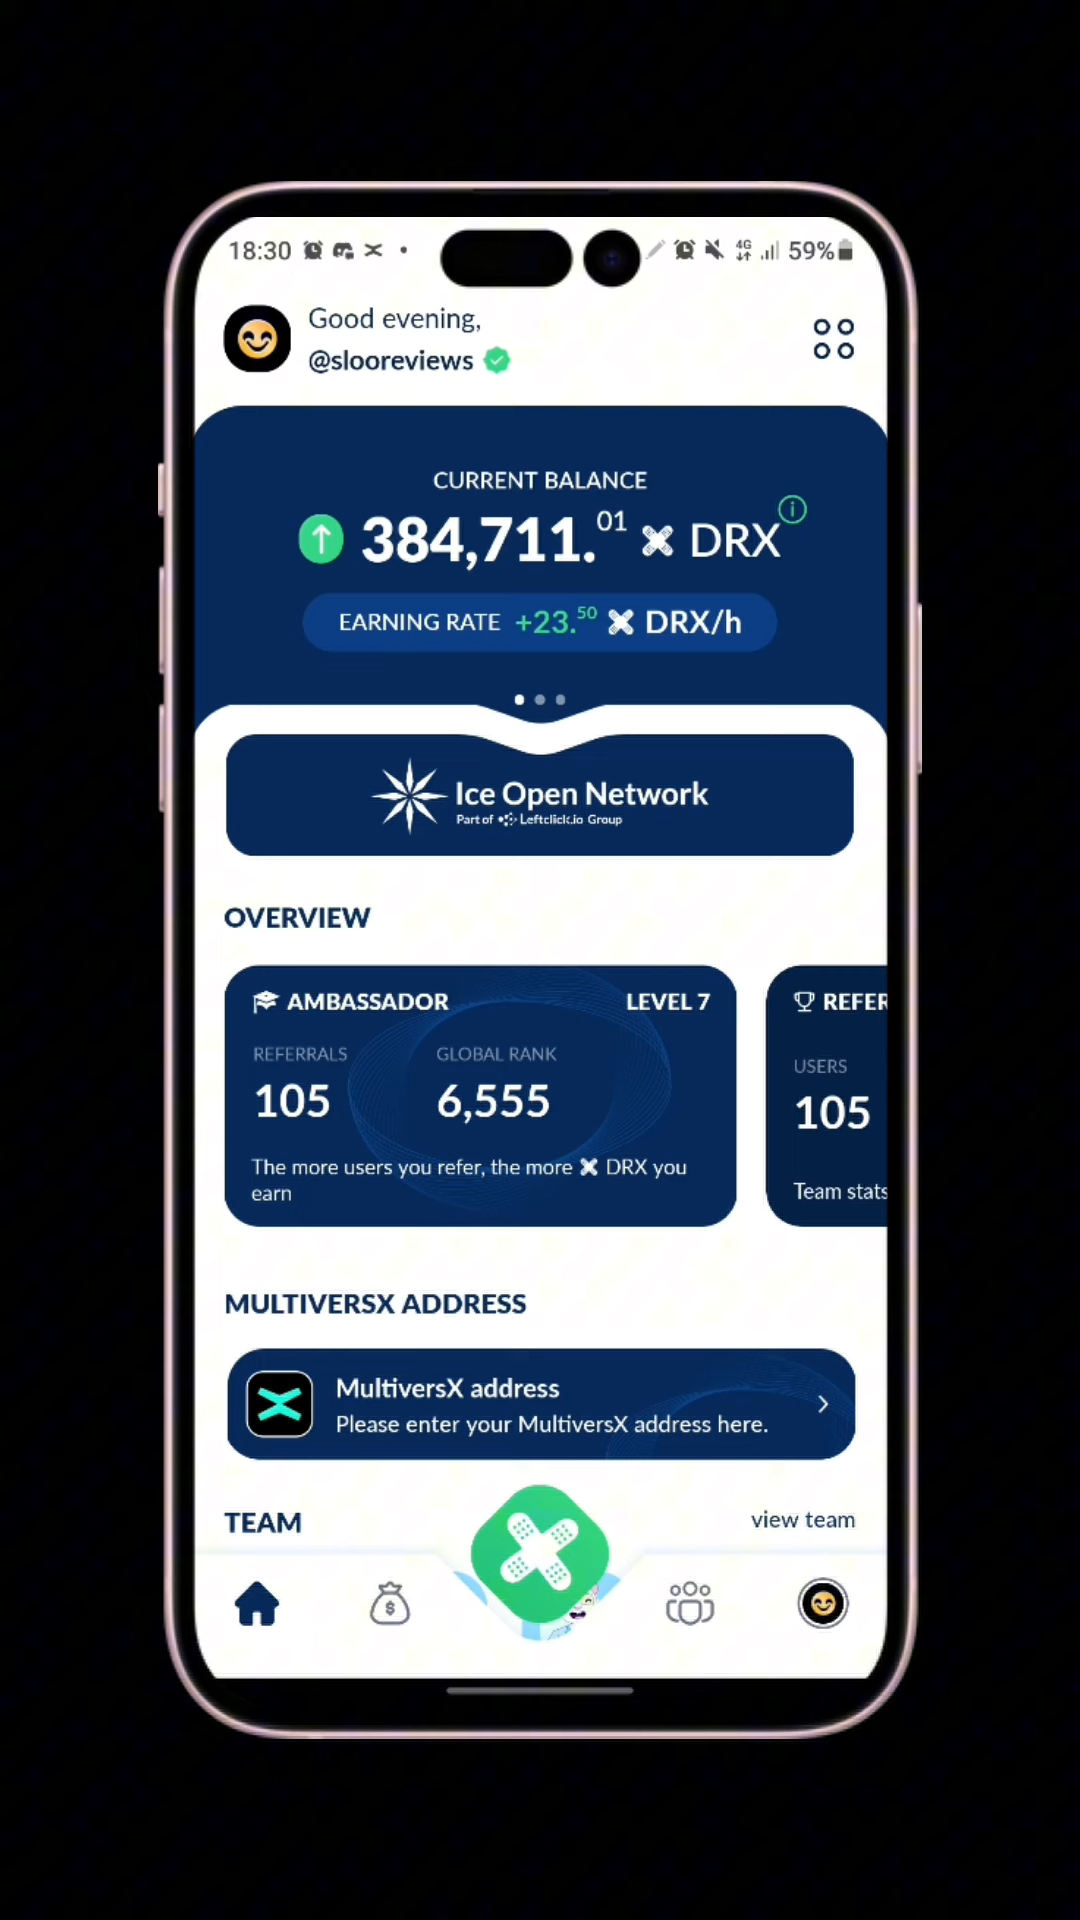 18:30
4G
59%
Good evening,
@slooreviews
CURRENT BALANCE
384,711.01 DRX
EARNING RATE +23.50 DRX/h
Ice Open Network
Part of Leftclick.io Group
OVERVIEW
AMBASSADOR LEVEL 7
REFERRALS GLOBAL RANK
105 6,555
The more users you refer, the more DRX you
earn
REFER
USERS
105
Team stats
MULTIVERSX ADDRESS
MultiversX address
Please enter your MultiversX address here.
TEAM view team